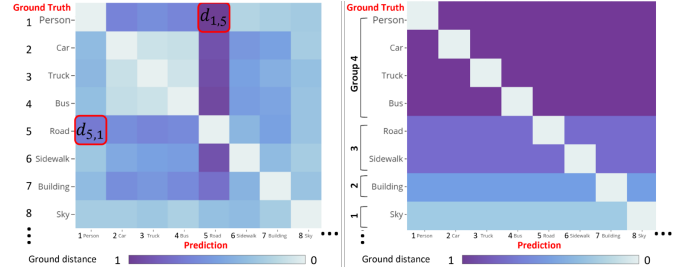 Ground Truth
1 Person
d1,5
2 Car
3 Truck
4 Bus
5 Road
d5,1
6 Sidewalk
7 Building
8 Sky
1 Person 2 Car 3 Truck 4 Bus 5 Road 6 Sidewalk 7 Building 8 Sky
Prediction
Ground distance 1 0
Ground Truth
Person
Car
Truck
Bus
Group 4
Road
Sidewalk
3
Building
2
Sky
1
1 Person 2 Car 3 Truck 4 Bus 5 Road 6 Sidewalk 7 Building 8 Sky
Prediction
Ground distance 1 0